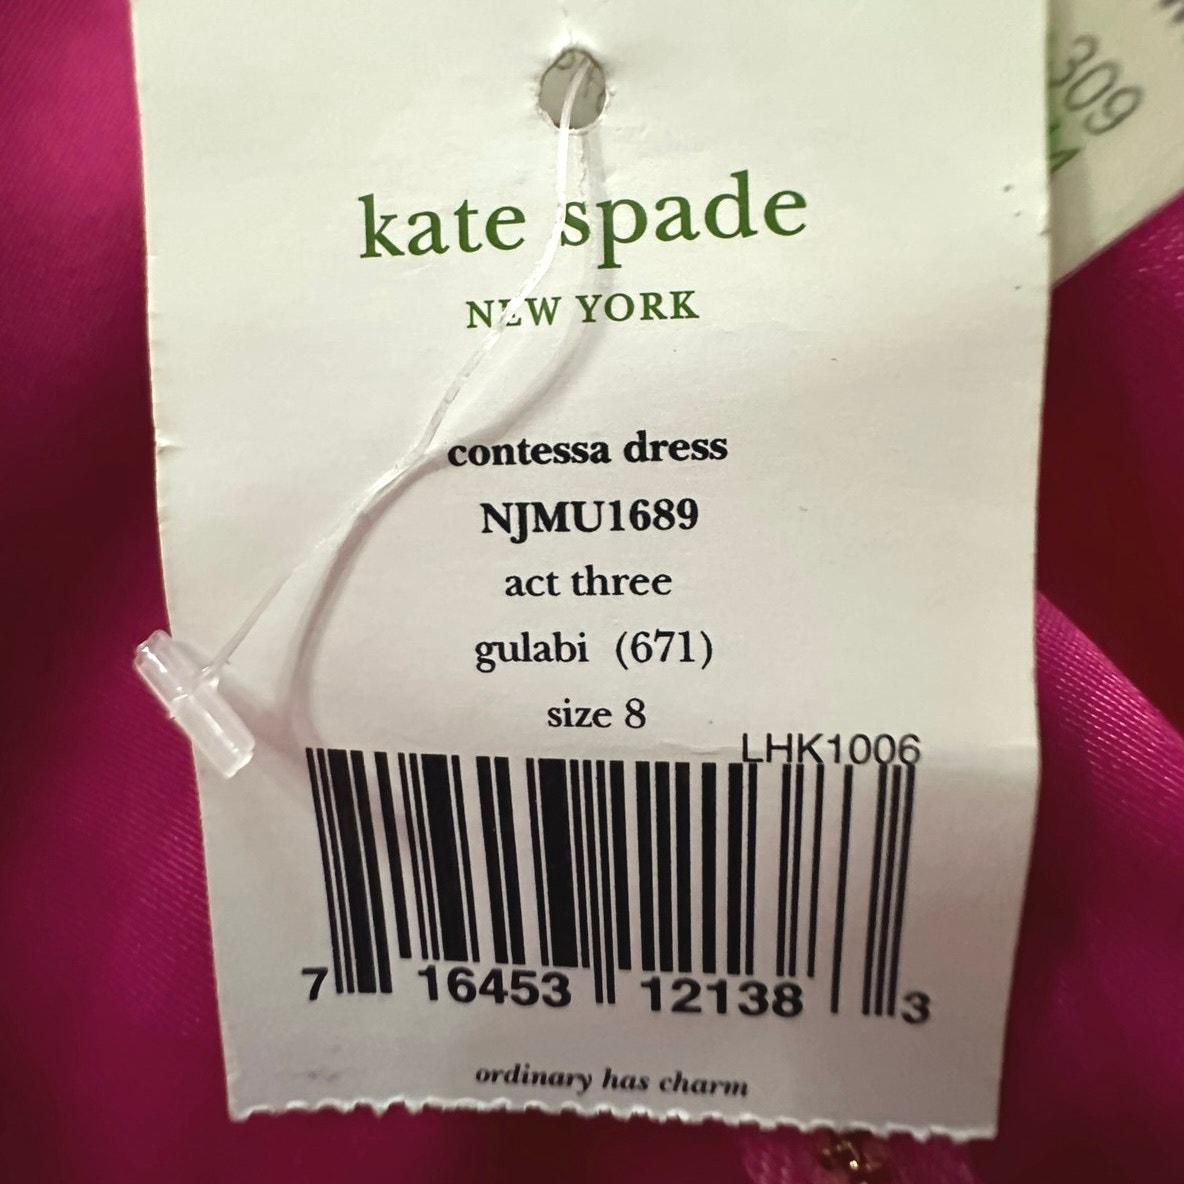 309
kate spade
NEW YORK
contessa dress
NJMU1689
act three
gulabi (671)
size 8
LHK1006
7 16453 12138 3
ordinary has charm